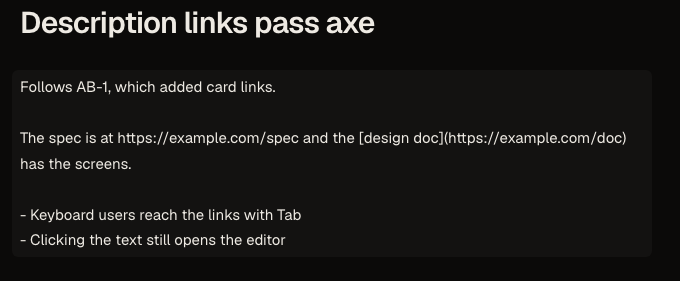 Description links pass axe
Follows AB-1, which added card links.
The spec is at https://example.com/spec and the [design doc](https://example.com/doc)
has the screens.
- Keyboard users reach the links with Tab
- Clicking the text still opens the editor